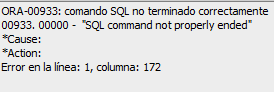 ORA-00933: comando SQL no terminado correctamente
00933. 00000 -  "SQL command not properly ended"
*Cause:
*Action:
Error en la línea: 1, columna: 172